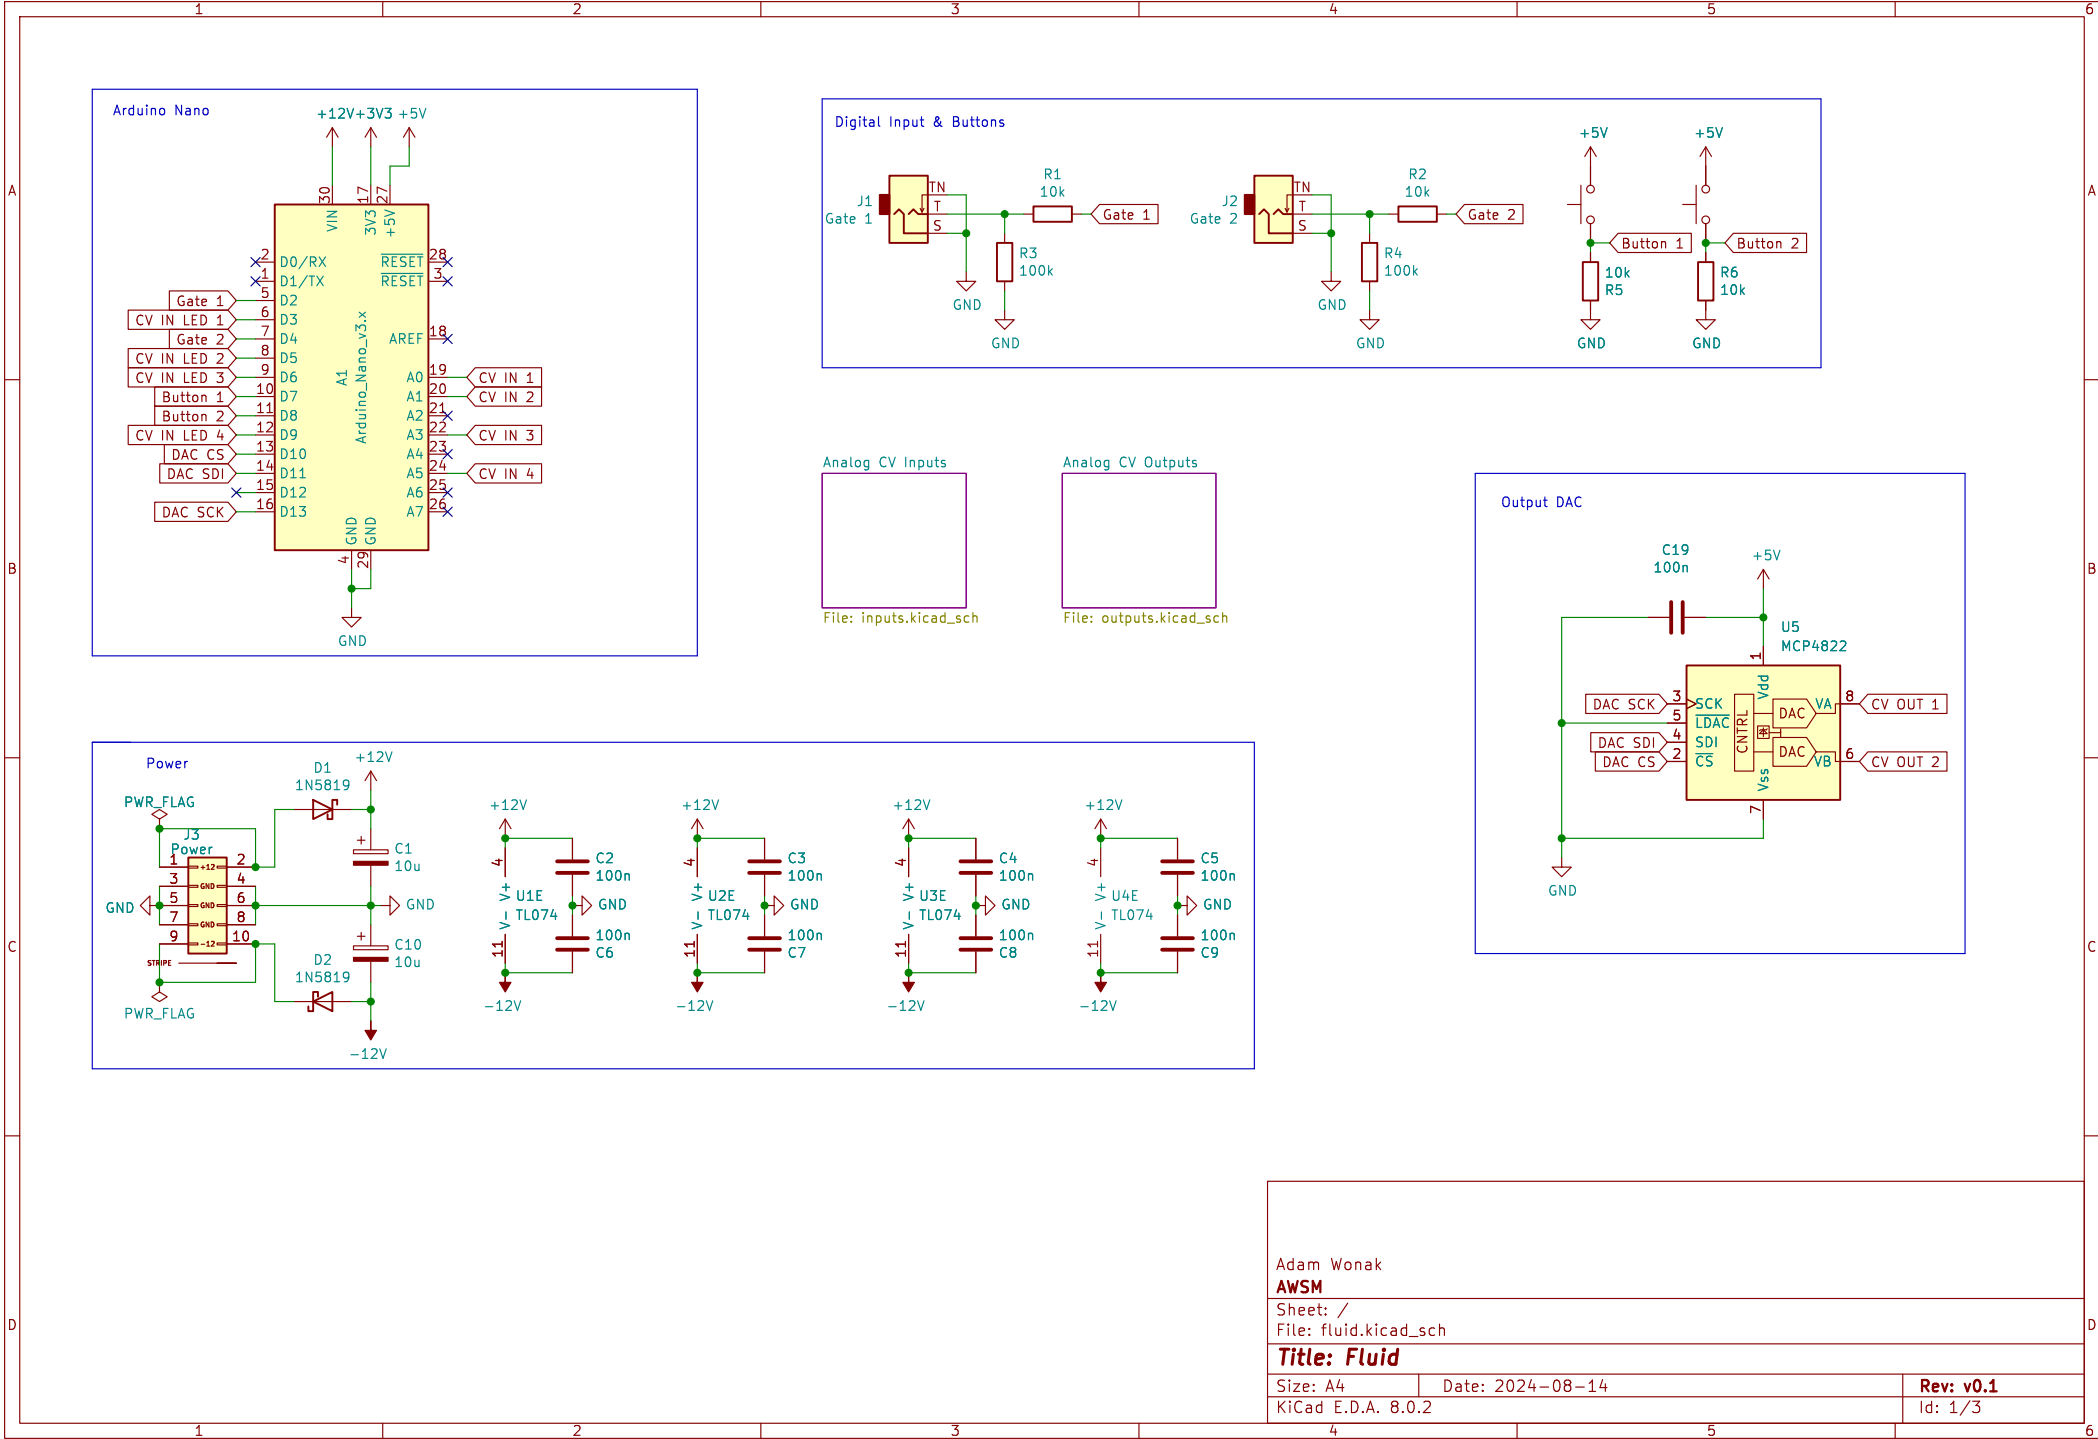 1 2 3 4 5 6
A
B
C
D
A
B
C
D
1 2 3 4 5 6
Arduino Nano
+12V +3V3 +5V
30 17 27
VIN 3V3 +5V
2 D0/RX
1 D1/TX
Gate 1 5 D2
CV IN LED 1 6 D3
Gate 2 7 D4
CV IN LED 2 8 D5
CV IN LED 3 9 D6
Button 1 10 D7
Button 2 11 D8
CV IN LED 4 12 D9
DAC CS 13 D10
DAC SDI 14 D11
15 D12
DAC SCK 16 D13
A1
Arduino_Nano_v3.x
RESET 28
RESET 3
AREF 18
A0 19 CV IN 1
A1 20 CV IN 2
A2 21
A3 22 CV IN 3
A4 23
A5 24 CV IN 4
A6 25
A7 26
GND GND
4 29
GND
Digital Input & Buttons
J1
Gate 1
TN
T
S
R1
10k
Gate 1
R3
100k
GND
GND
J2
Gate 2
TN
T
S
R2
10k
Gate 2
R4
100k
GND
GND
+5V
Button 1
10k
R5
GND
+5V
Button 2
R6
10k
GND
Analog CV Inputs
File: inputs.kicad_sch
Analog CV Outputs
File: outputs.kicad_sch
Output DAC
C19
100n
+5V
U5
MCP4822
1
Vdd
DAC SCK 3 SCK
5 LDAC
DAC SDI 4 SDI
DAC CS 2 CS
CNTRL
DAC
DAC
VA 8 CV OUT 1
VB 6 CV OUT 2
Vss
7
GND
Power
PWR_FLAG
J3
Power
1 +12 2
3 GND 4
5 GND 6
7 GND 8
9 -12 10
STRIPE
GND
PWR_FLAG
D1
1N5819
+12V
C1
10u
GND
C10
10u
D2
1N5819
-12V
+12V
4
V+
V-
11
U1E
TL074
C2
100n
GND
100n
C6
-12V
+12V
4
V+
V-
11
U2E
TL074
C3
100n
GND
100n
C7
-12V
+12V
4
V+
V-
11
U3E
TL074
C4
100n
GND
100n
C8
-12V
+12V
4
V+
V-
11
U4E
TL074
C5
100n
GND
100n
C9
-12V
Adam Wonak
AWSM
Sheet: /
File: fluid.kicad_sch
Title: Fluid
Size: A4 Date: 2024-08-14 Rev: v0.1
KiCad E.D.A. 8.0.2 Id: 1/3